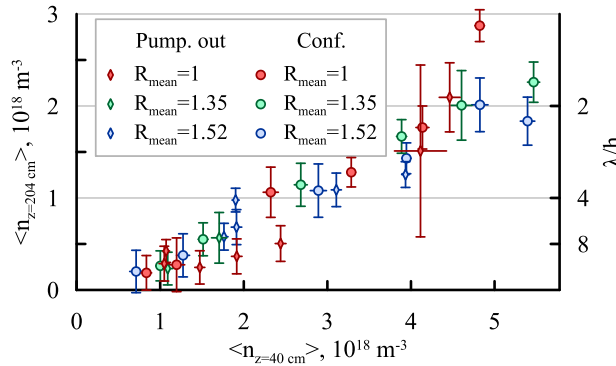 3
2
1
0
<n_z=204 cm>, 10^18 m^-3
Pump. out Conf.
R_mean=1 R_mean=1
R_mean=1.35 R_mean=1.35
R_mean=1.52 R_mean=1.52
2
4
8
λ/h
0 1 2 3 4 5
<n_z=40 cm>, 10^18 m^-3